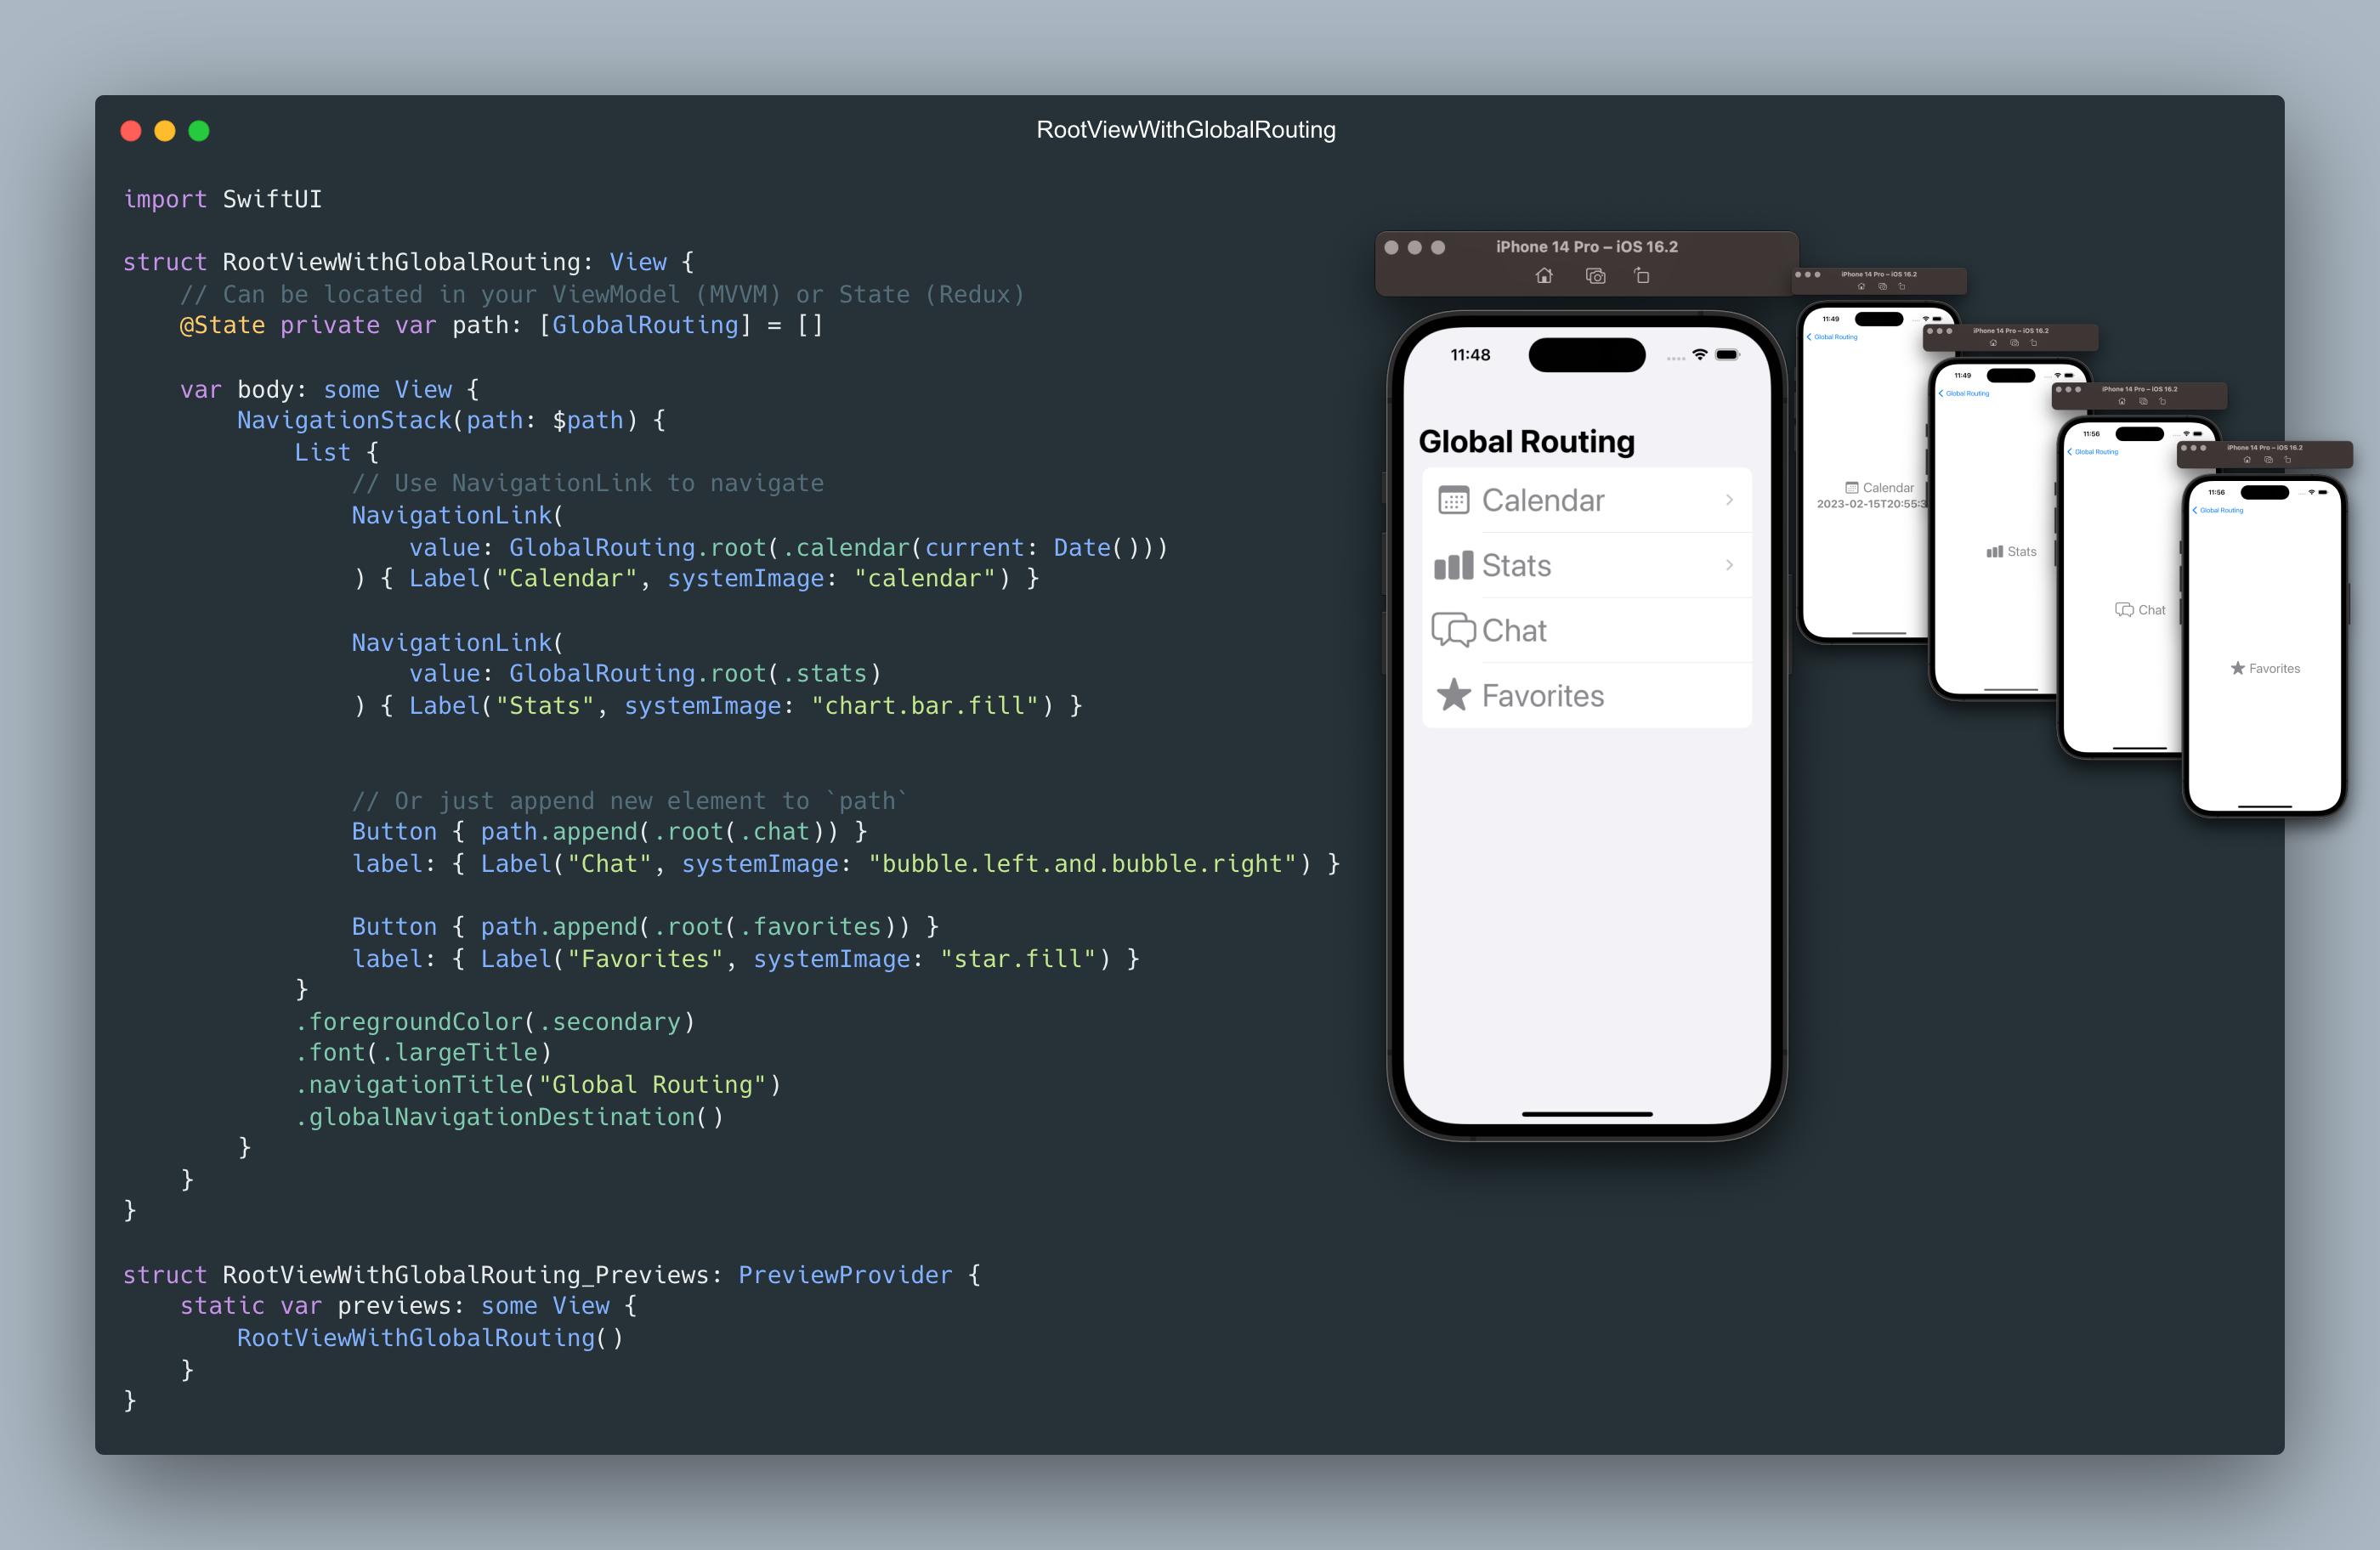 RootViewWithGlobalRouting
import SwiftUI
struct RootViewWithGlobalRouting: View {
    // Can be located in your ViewModel (MVVM) or State (Redux)
    @State private var path: [GlobalRouting] = []
    var body: some View {
        NavigationStack(path: $path) {
            List {
                // Use NavigationLink to navigate
                NavigationLink(
                    value: GlobalRouting.root(.calendar(current: Date()))
                ) { Label("Calendar", systemImage: "calendar") }
                NavigationLink(
                    value: GlobalRouting.root(.stats)
                ) { Label("Stats", systemImage: "chart.bar.fill") }
                // Or just append new element to `path`
                Button { path.append(.root(.chat)) }
                label: { Label("Chat", systemImage: "bubble.left.and.bubble.right") }
                Button { path.append(.root(.favorites)) }
                label: { Label("Favorites", systemImage: "star.fill") }
            }
            .foregroundColor(.secondary)
            .font(.largeTitle)
            .navigationTitle("Global Routing")
            .globalNavigationDestination()
        }
    }
}
struct RootViewWithGlobalRouting_Previews: PreviewProvider {
    static var previews: some View {
        RootViewWithGlobalRouting()
    }
}
iPhone 14 Pro – iOS 16.2
11:48
Global Routing
Calendar
Stats
Chat
Favorites
iPhone 14 Pro – iOS 16.2
11:49
Global Routing
Calendar
2023-02-15T20:55:3
iPhone 14 Pro – iOS 16.2
11:49
Global Routing
Stats
iPhone 14 Pro – iOS 16.2
11:56
Global Routing
Chat
iPhone 14 Pro – iOS 16.2
11:56
Global Routing
Favorites